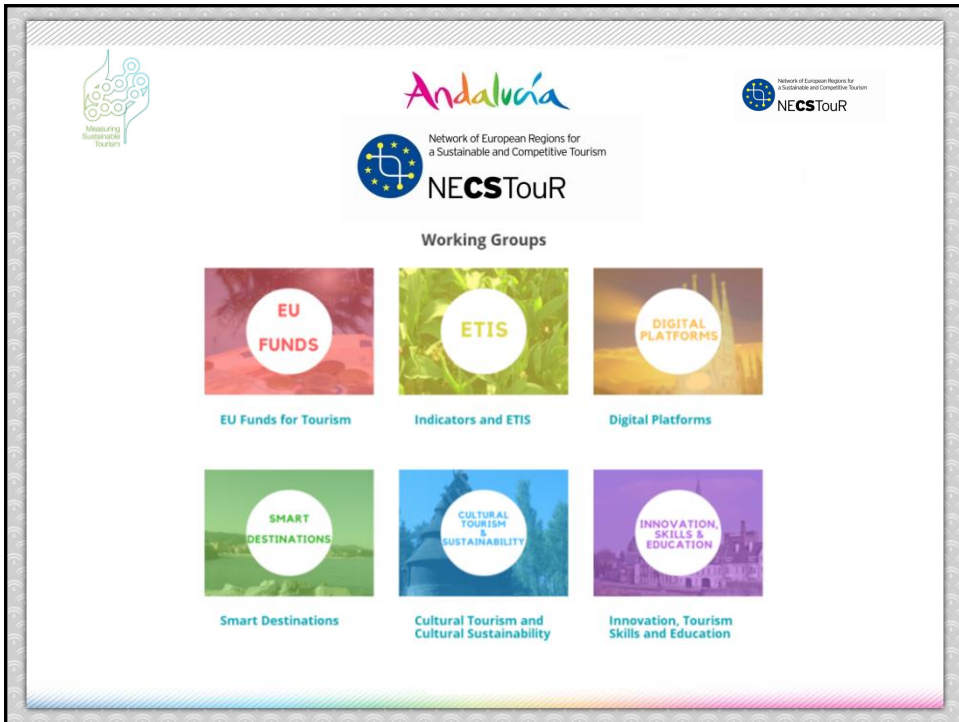 Measuring
Sustainable
Tourism
Andalucía
Network of European Regions for
a Sustainable and Competitive Tourism
NECSTouR
Network of European Regions for
a Sustainable and Competitive Tourism
NECSTouR
Working Groups
EU
FUNDS
ETIS
DIGITAL
PLATFORMS
EU Funds for Tourism
Indicators and ETIS
Digital Platforms
SMART
DESTINATIONS
CULTURAL
TOURISM
&
SUSTAINABILITY
INNOVATION,
SKILLS &
EDUCATION
Smart Destinations
Cultural Tourism and
Cultural Sustainability
Innovation, Tourism
Skills and Education